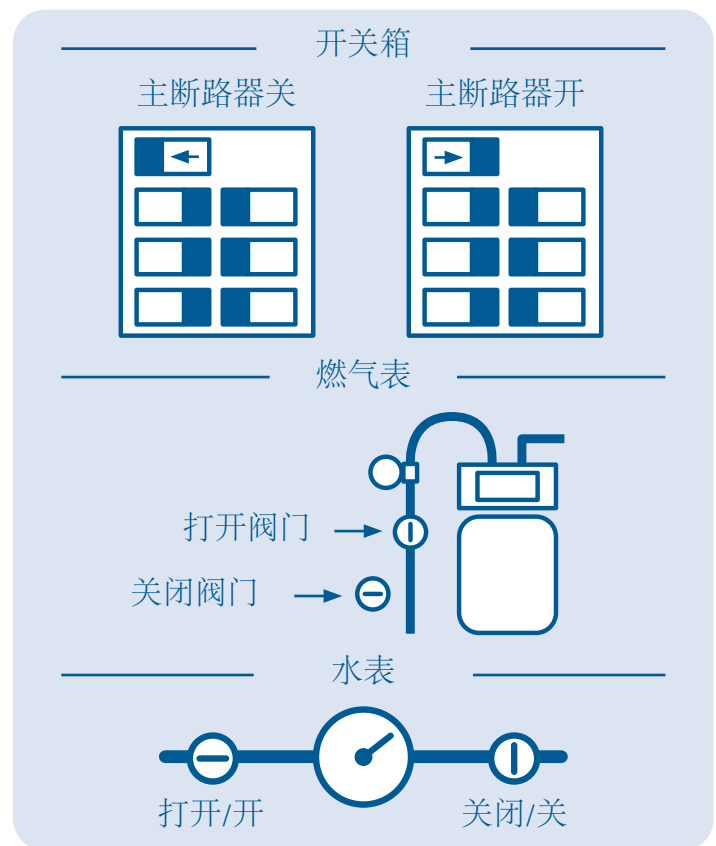 开关箱
主断路器关 主断路器开
燃气表
打开阀门
关闭阀门
水表
打开/开 关闭/关